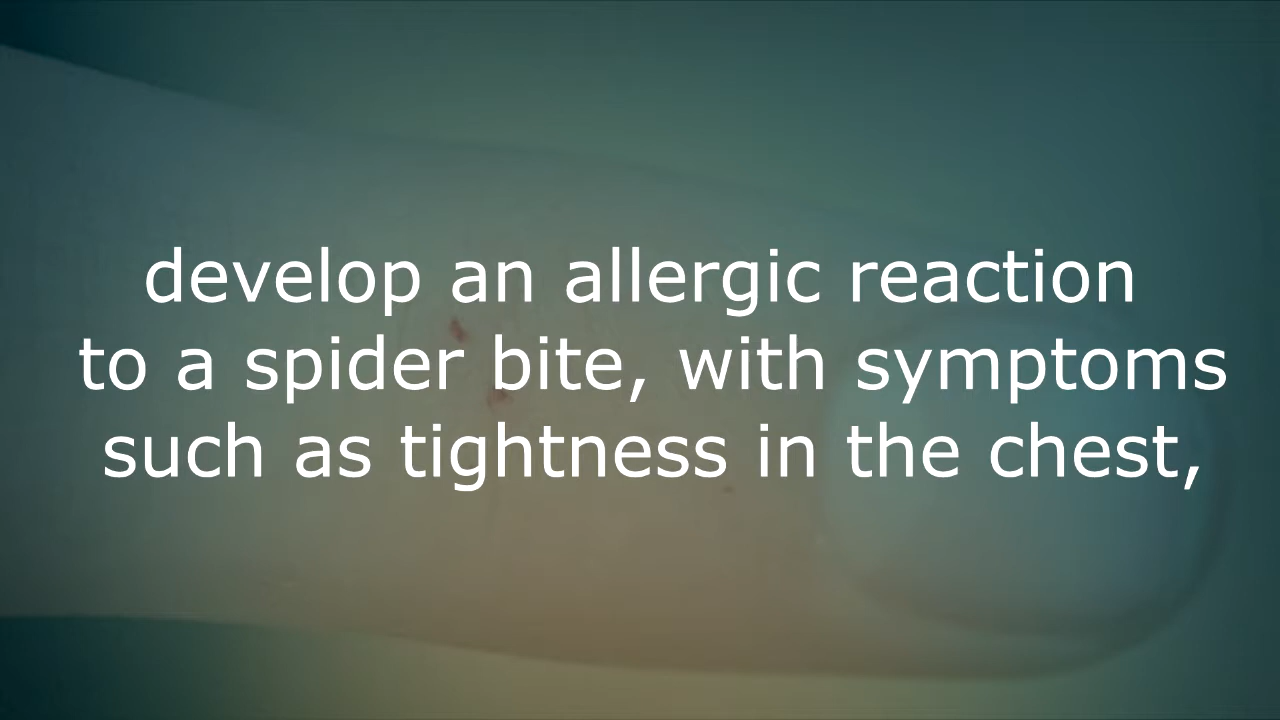 develop an allergic reaction
to a spider bite, with symptoms
such as tightness in the chest,